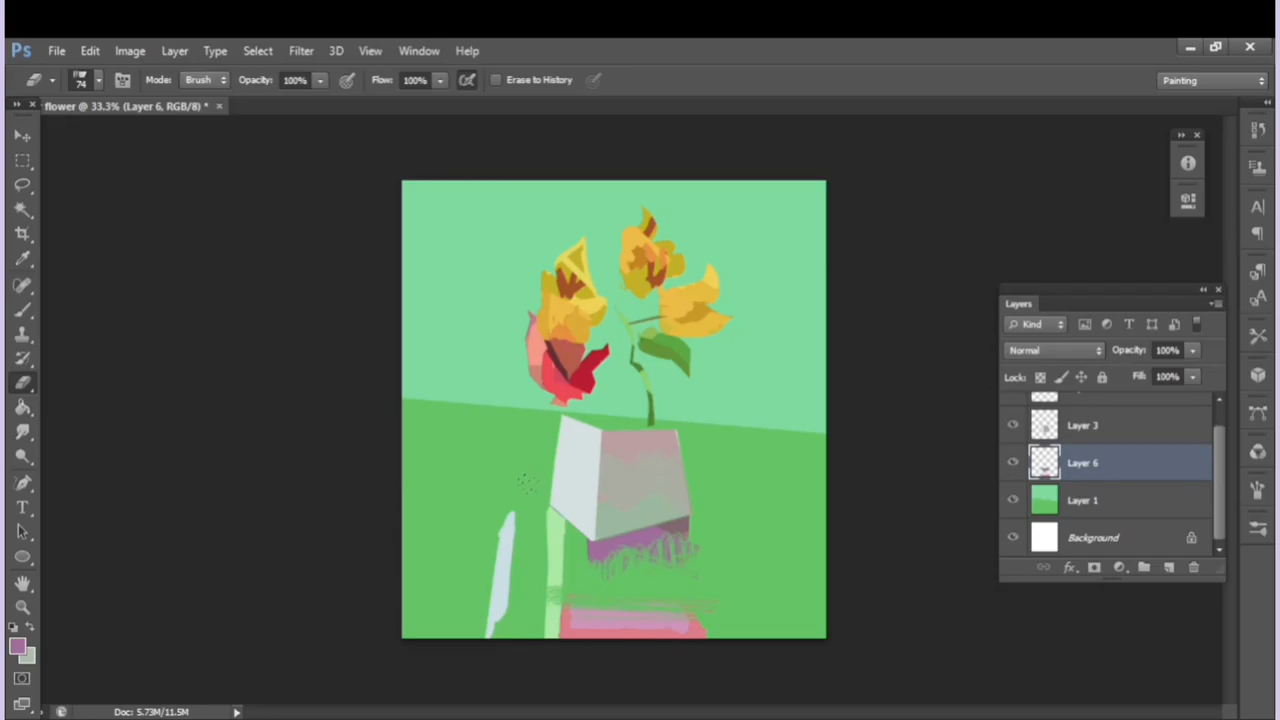 Ps File Edit Image Layer Type Select Filter 3D View Window Help
74 Mode: Brush Opacity: 100% Flow: 100% Erase to History Painting
flower @ 33.3% (Layer 6, RGB/8) *
Layers
Kind
Normal Opacity: 100%
Lock: Fill: 100%
Layer 3
Layer 6
Layer 1
Background
fx
Doc: 5.73M/11.5M